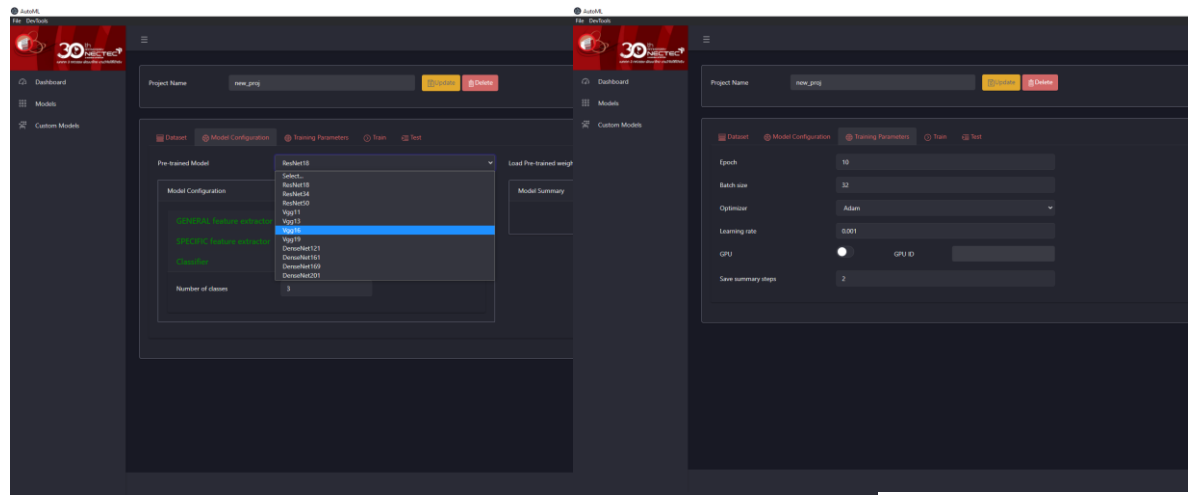 AutoML
File DevTools
30th NECTEC
Dashboard
Models
Custom Models
Project Name new_proj Update Delete
Dataset Model Configuration Training Parameters Train Test
Pre-trained Model ResNet18 Load Pre-trained weigh
Select...
ResNet18
ResNet34
ResNet50
Vgg11
Vgg13
Vgg16
Vgg19
DenseNet121
DenseNet161
DenseNet169
DenseNet201
Model Configuration
GENERAL feature extractor
SPECIFIC feature extractor
Classifier
Number of classes 3
Model Summary
AutoML
File DevTools
30th NECTEC
Dashboard
Models
Custom Models
Project Name new_proj Update Delete
Dataset Model Configuration Training Parameters Train Test
Epoch 10
Batch size 32
Optimizer Adam
Learning rate 0.001
GPU GPU ID
Save summary steps 2